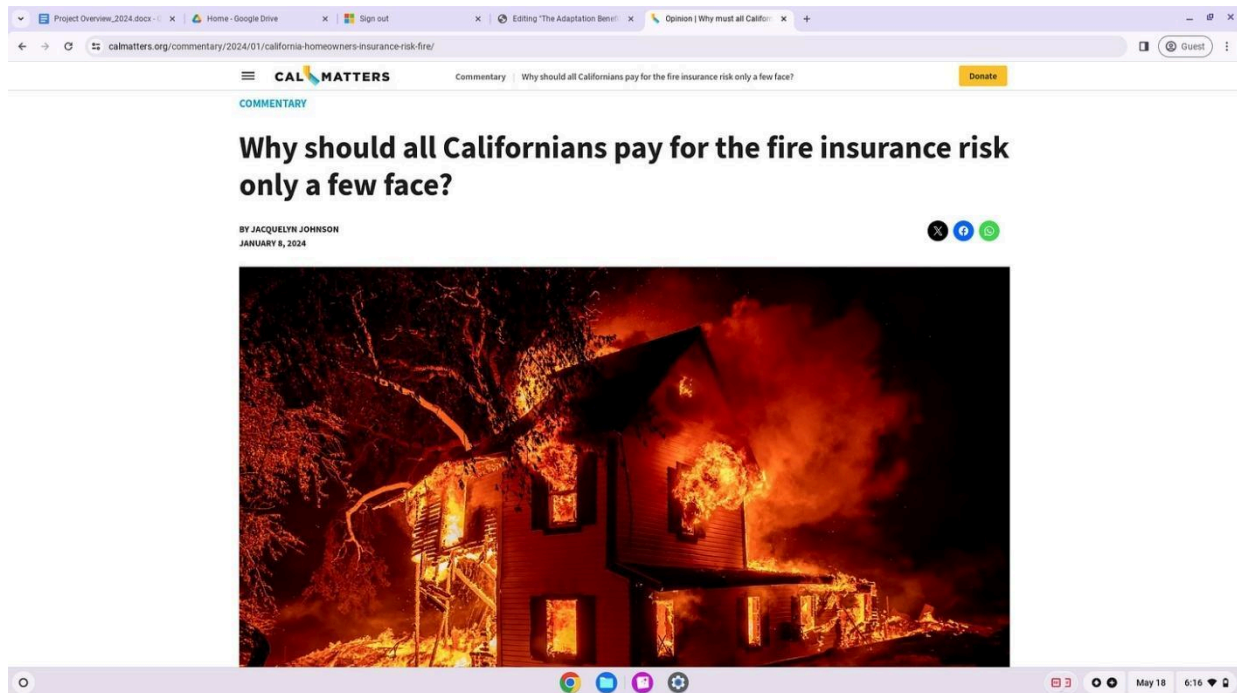 Project Overview_2024.docx -
Home - Google Drive
Sign out
Editing "The Adaptation Benef
Opinion | Why must all Califor
calmatters.org/commentary/2024/01/california-homeowners-insurance-risk-fire/
Guest
CAL MATTERS
Commentary | Why should all Californians pay for the fire insurance risk only a few face?
Donate
COMMENTARY
Why should all Californians pay for the fire insurance risk
only a few face?
BY JACQUELYN JOHNSON
JANUARY 8, 2024
May 18 6:16